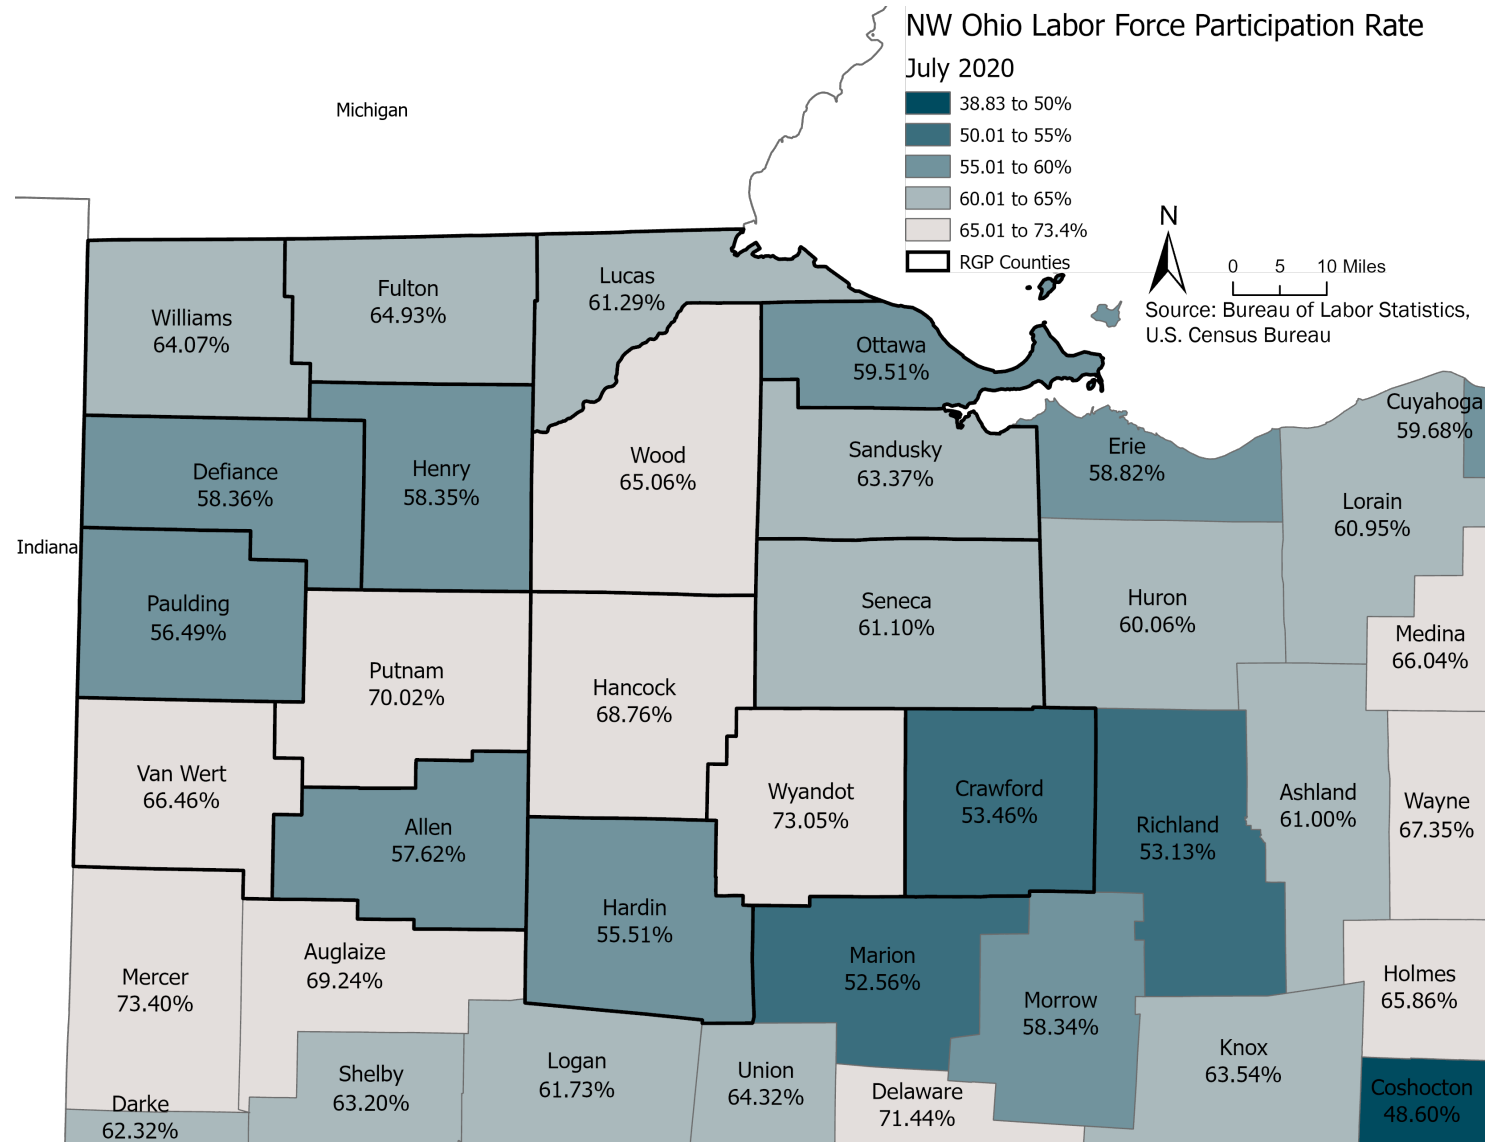 NW Ohio Labor Force Participation Rate
July 2020
38.83 to 50%
50.01 to 55%
55.01 to 60%
60.01 to 65%
65.01 to 73.4%
RGP Counties
N
0 5 10 Miles
Source: Bureau of Labor Statistics,
U.S. Census Bureau
Michigan
Indiana
Williams
64.07%
Fulton
64.93%
Lucas
61.29%
Ottawa
59.51%
Cuyahoga
59.68%
Defiance
58.36%
Henry
58.35%
Wood
65.06%
Sandusky
63.37%
Erie
58.82%
Lorain
60.95%
Paulding
56.49%
Seneca
61.10%
Huron
60.06%
Medina
66.04%
Putnam
70.02%
Hancock
68.76%
Van Wert
66.46%
Allen
57.62%
Wyandot
73.05%
Crawford
53.46%
Richland
53.13%
Ashland
61.00%
Wayne
67.35%
Mercer
73.40%
Auglaize
69.24%
Hardin
55.51%
Marion
52.56%
Morrow
58.34%
Holmes
65.86%
Darke
62.32%
Shelby
63.20%
Logan
61.73%
Union
64.32%
Delaware
71.44%
Knox
63.54%
Coshocton
48.60%